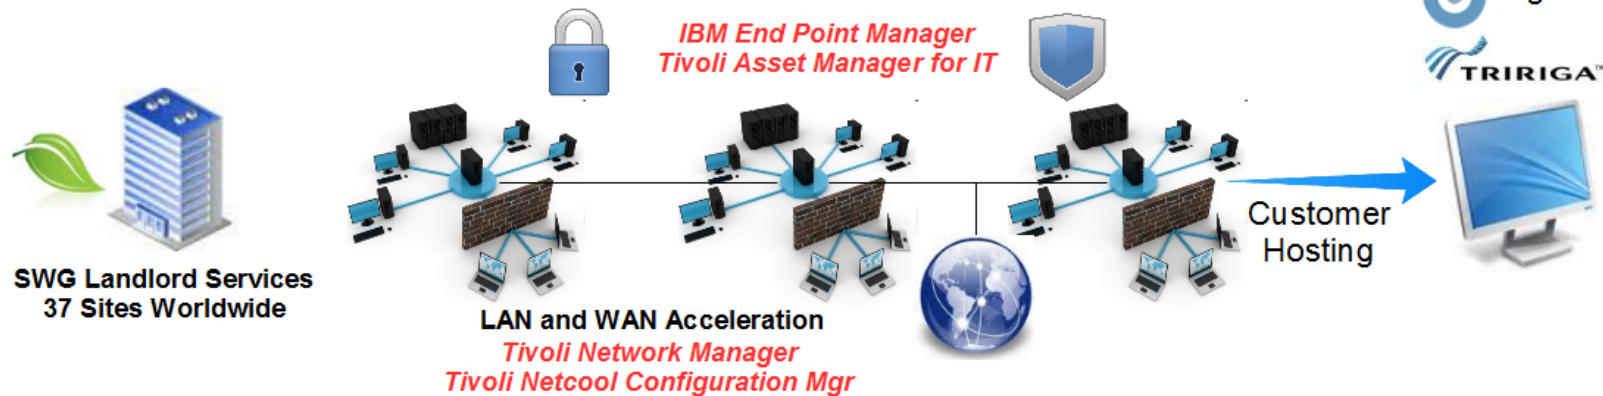 IBM End Point Manager
Tivoli Asset Manager for IT
TRIRIGA™
SWG Landlord Services
37 Sites Worldwide
LAN and WAN Acceleration
Tivoli Network Manager
Tivoli Netcool Configuration Mgr
Customer
Hosting